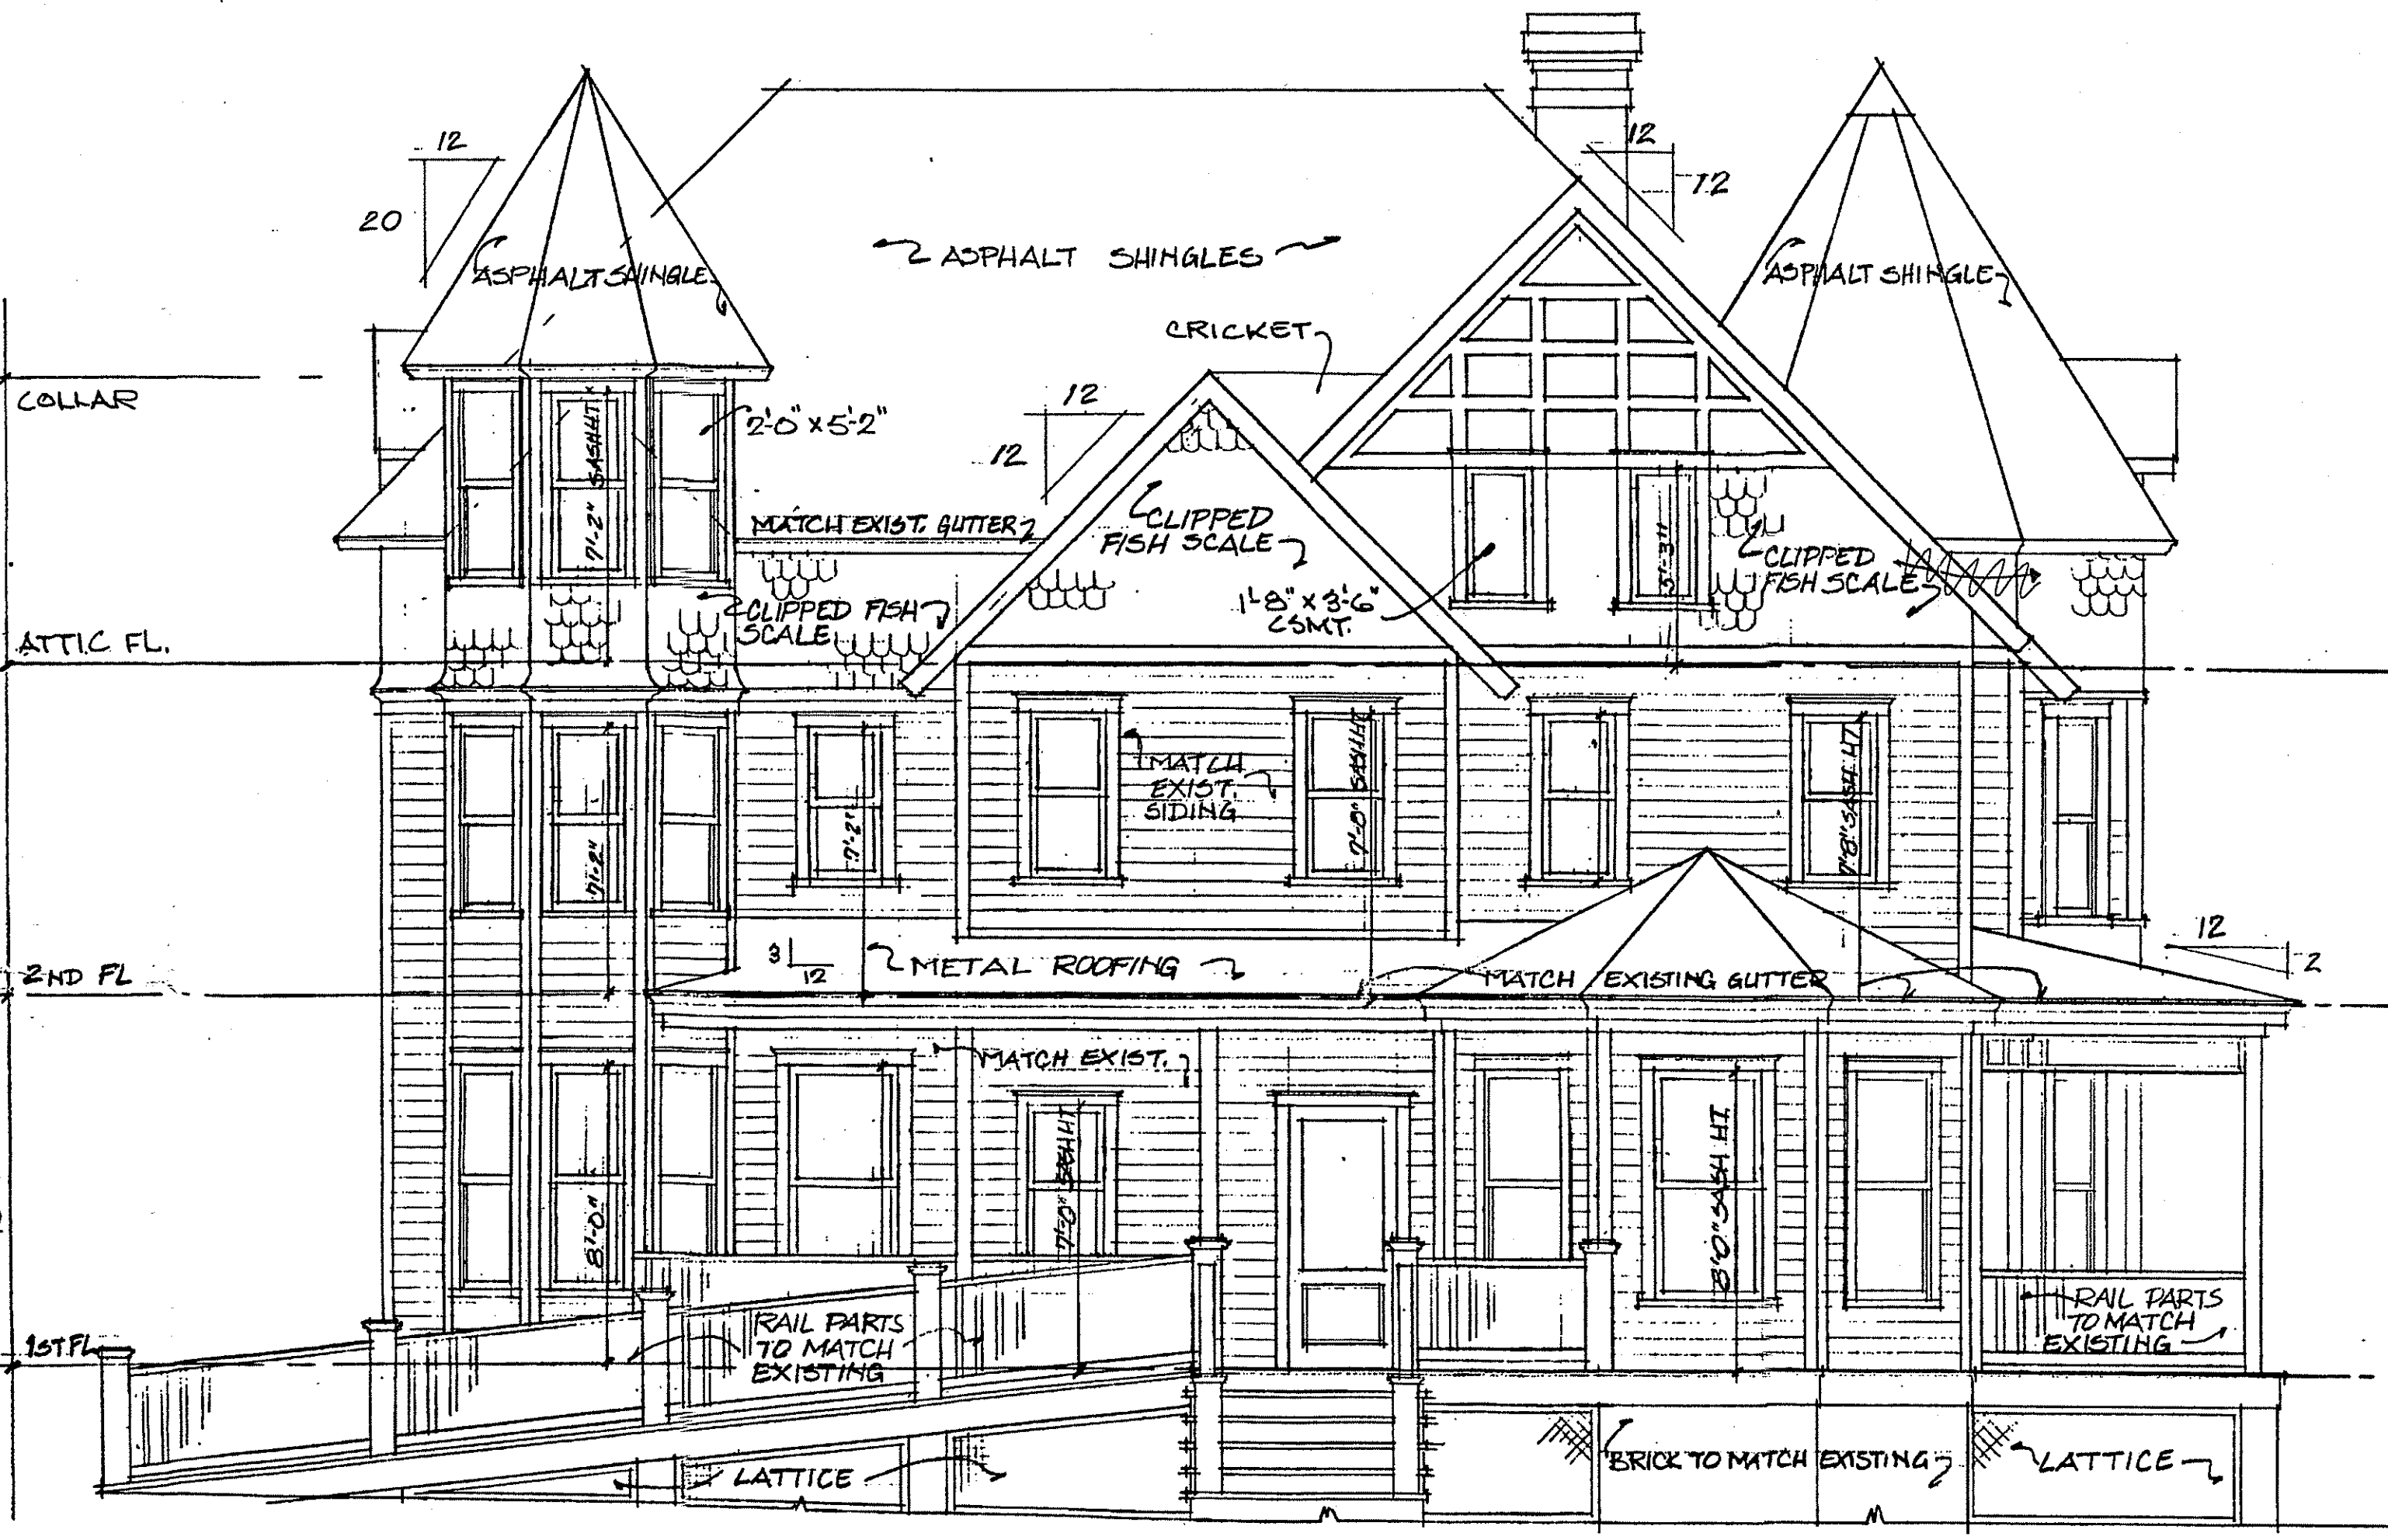 12
20
ASPHALT SHINGLE
ASPHALT SHINGLES
12
12
ASPHALT SHINGLE
CRICKET
COLLAR
2'-0" x 5'-2"
12
12
7'-2" SASH HT
MATCH EXIST. GUTTER
CLIPPED
FISH SCALE
CLIPPED
FISH SCALE
1'-8" x 3'-6"
CSMT.
CLIPPED FISH
SCALE
ATTIC FL.
MATCH
EXIST.
SIDING
7'-8" SASH HT
7'-8" SASH HT
7'-2"
7'-2"
2ND FL
3
12
METAL ROOFING
MATCH EXISTING GUTTER
12
2
MATCH EXIST.
8'-0"
7'-0" SASH HT
8'-0" SASH HT.
1ST FL
RAIL PARTS
TO MATCH
EXISTING
RAIL PARTS
TO MATCH
EXISTING
LATTICE
BRICK TO MATCH EXISTING
LATTICE